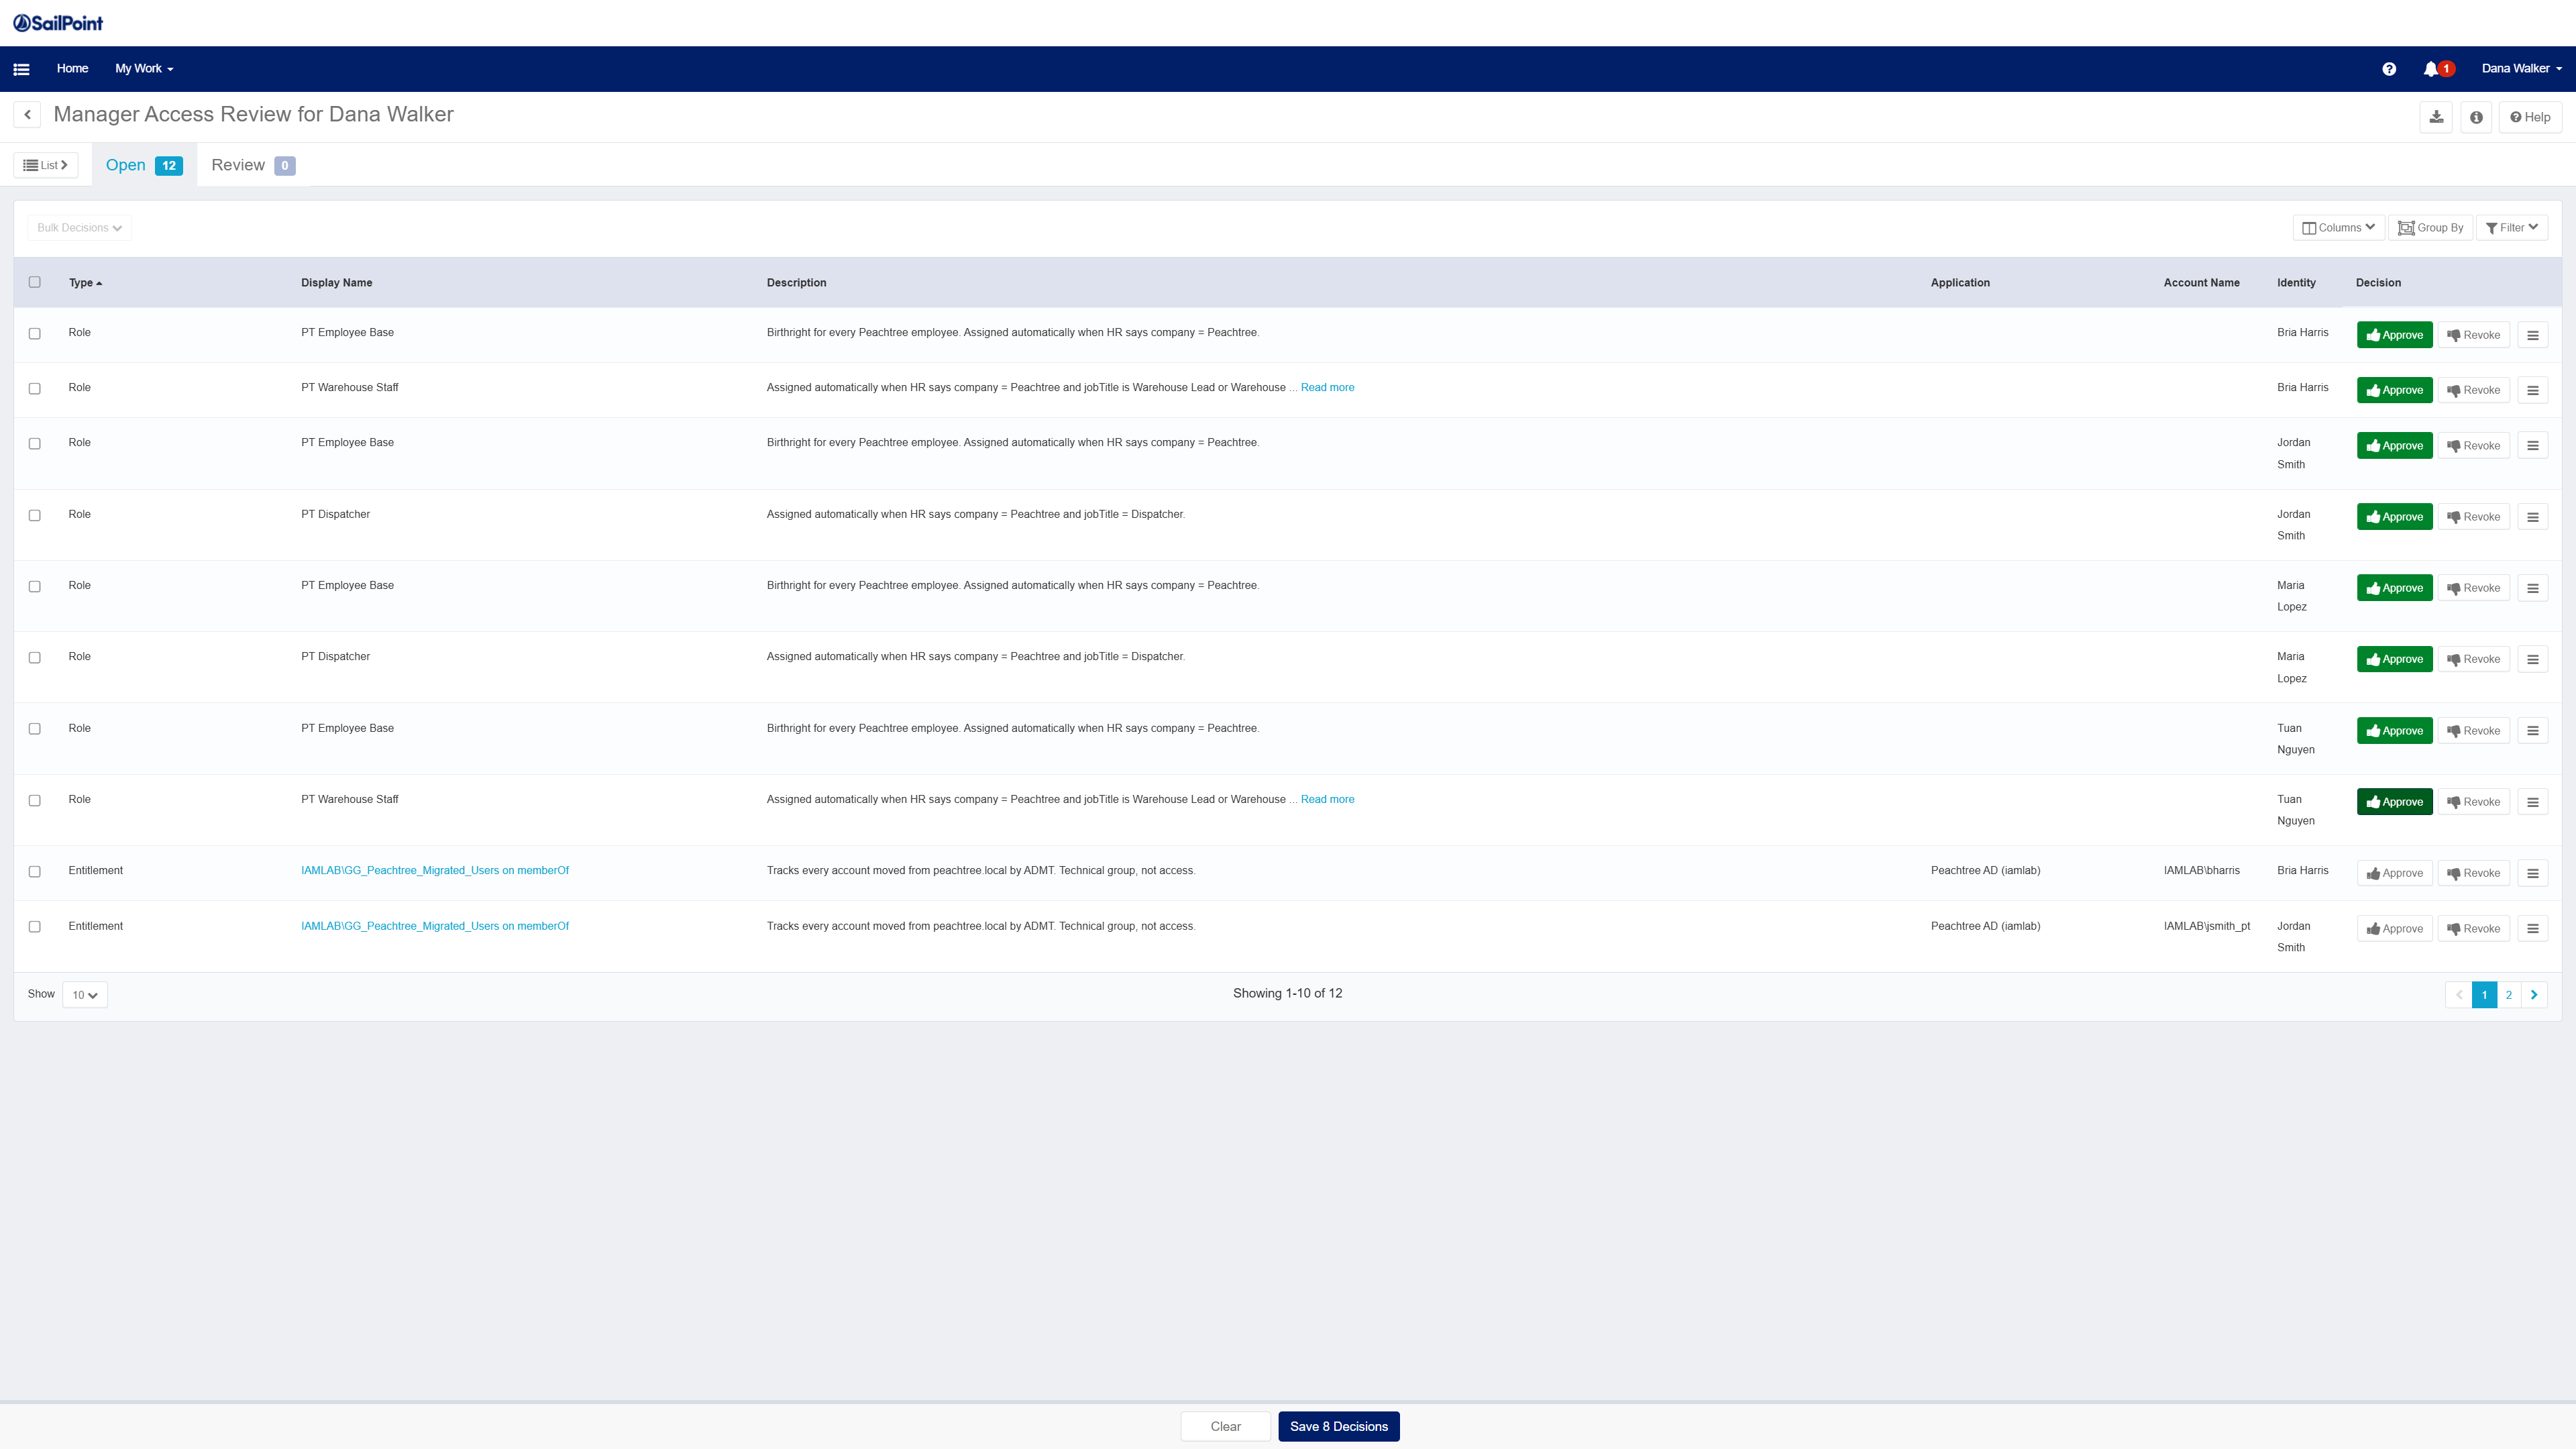 SailPoint
Home My Work 1 Dana Walker
Manager Access Review for Dana Walker Help
List Open 12 Review 0
Bulk Decisions Columns Group By Filter
Type Display Name Description Application Account Name Identity Decision
Role PT Employee Base Birthright for every Peachtree employee. Assigned automatically when HR says company = Peachtree. Bria Harris Approve Revoke
Role PT Warehouse Staff Assigned automatically when HR says company = Peachtree and jobTitle is Warehouse Lead or Warehouse ... Read more Bria Harris Approve Revoke
Role PT Employee Base Birthright for every Peachtree employee. Assigned automatically when HR says company = Peachtree. Jordan Approve Revoke
Smith
Role PT Dispatcher Assigned automatically when HR says company = Peachtree and jobTitle = Dispatcher. Jordan Approve Revoke
Smith
Role PT Employee Base Birthright for every Peachtree employee. Assigned automatically when HR says company = Peachtree. Maria Approve Revoke
Lopez
Role PT Dispatcher Assigned automatically when HR says company = Peachtree and jobTitle = Dispatcher. Maria Approve Revoke
Lopez
Role PT Employee Base Birthright for every Peachtree employee. Assigned automatically when HR says company = Peachtree. Tuan Approve Revoke
Nguyen
Role PT Warehouse Staff Assigned automatically when HR says company = Peachtree and jobTitle is Warehouse Lead or Warehouse ... Read more Tuan Approve Revoke
Nguyen
Entitlement IAMLAB\GG_Peachtree_Migrated_Users on memberOf Tracks every account moved from peachtree.local by ADMT. Technical group, not access. Peachtree AD (iamlab) IAMLAB\bharris Bria Harris Approve Revoke
Entitlement IAMLAB\GG_Peachtree_Migrated_Users on memberOf Tracks every account moved from peachtree.local by ADMT. Technical group, not access. Peachtree AD (iamlab) IAMLAB\jsmith_pt Jordan Approve Revoke
Smith
Show 10 Showing 1-10 of 12 1 2
Clear Save 8 Decisions